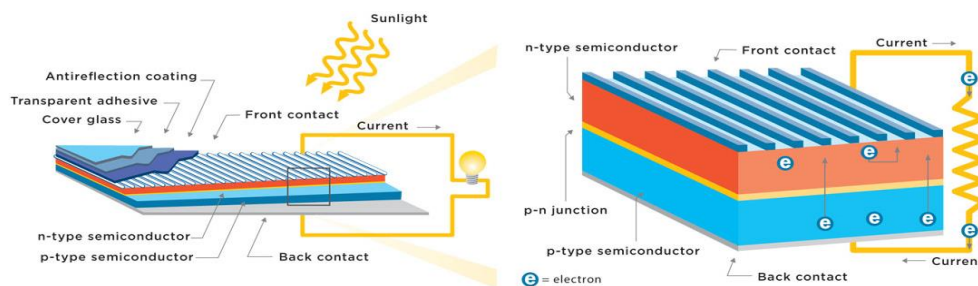 Sunlight
Antireflection coating
Transparent adhesive
Cover glass
Front contact
Current
n-type semiconductor
p-type semiconductor
Back contact
n-type semiconductor
Front contact
Current
e
e
e
e
e
e
e
p-n junction
p-type semiconductor
Back contact
Current
e = electron